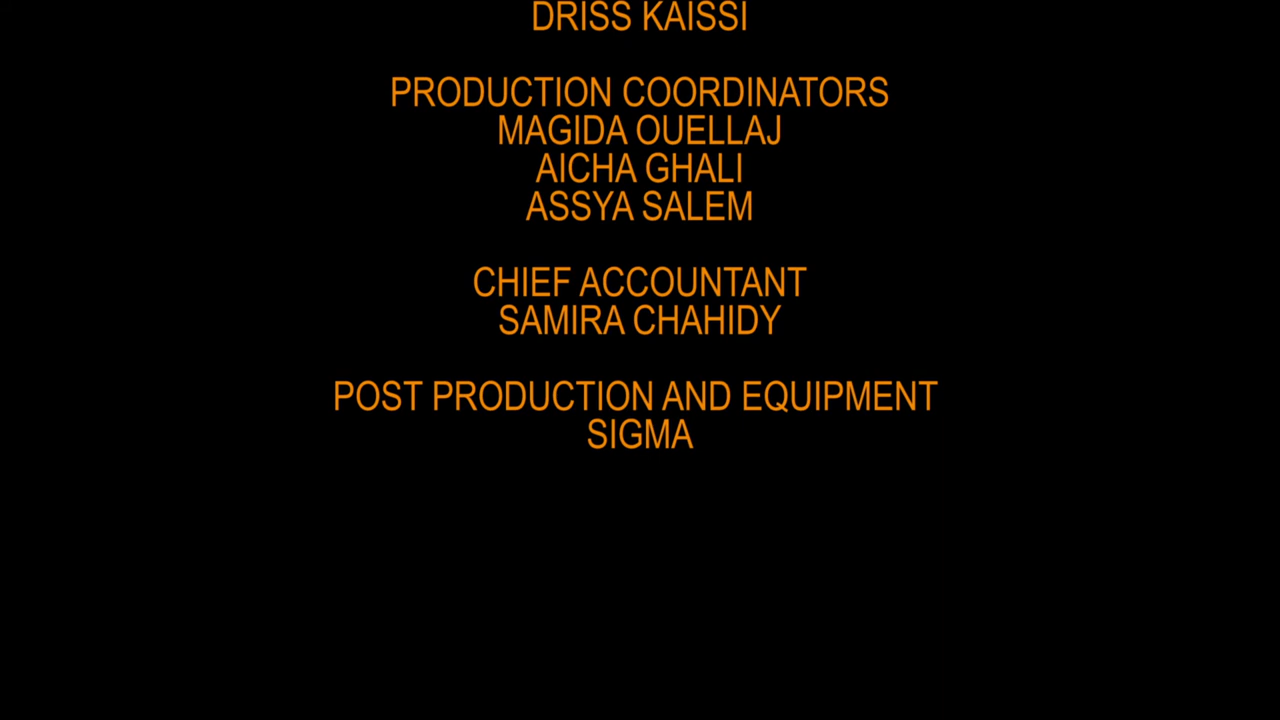 DRISS KAISSI
PRODUCTION COORDINATORS
MAGIDA OUELLAJ
AICHA GHALI
ASSYA SALEM
CHIEF ACCOUNTANT
SAMIRA CHAHIDY
POST PRODUCTION AND EQUIPMENT
SIGMA